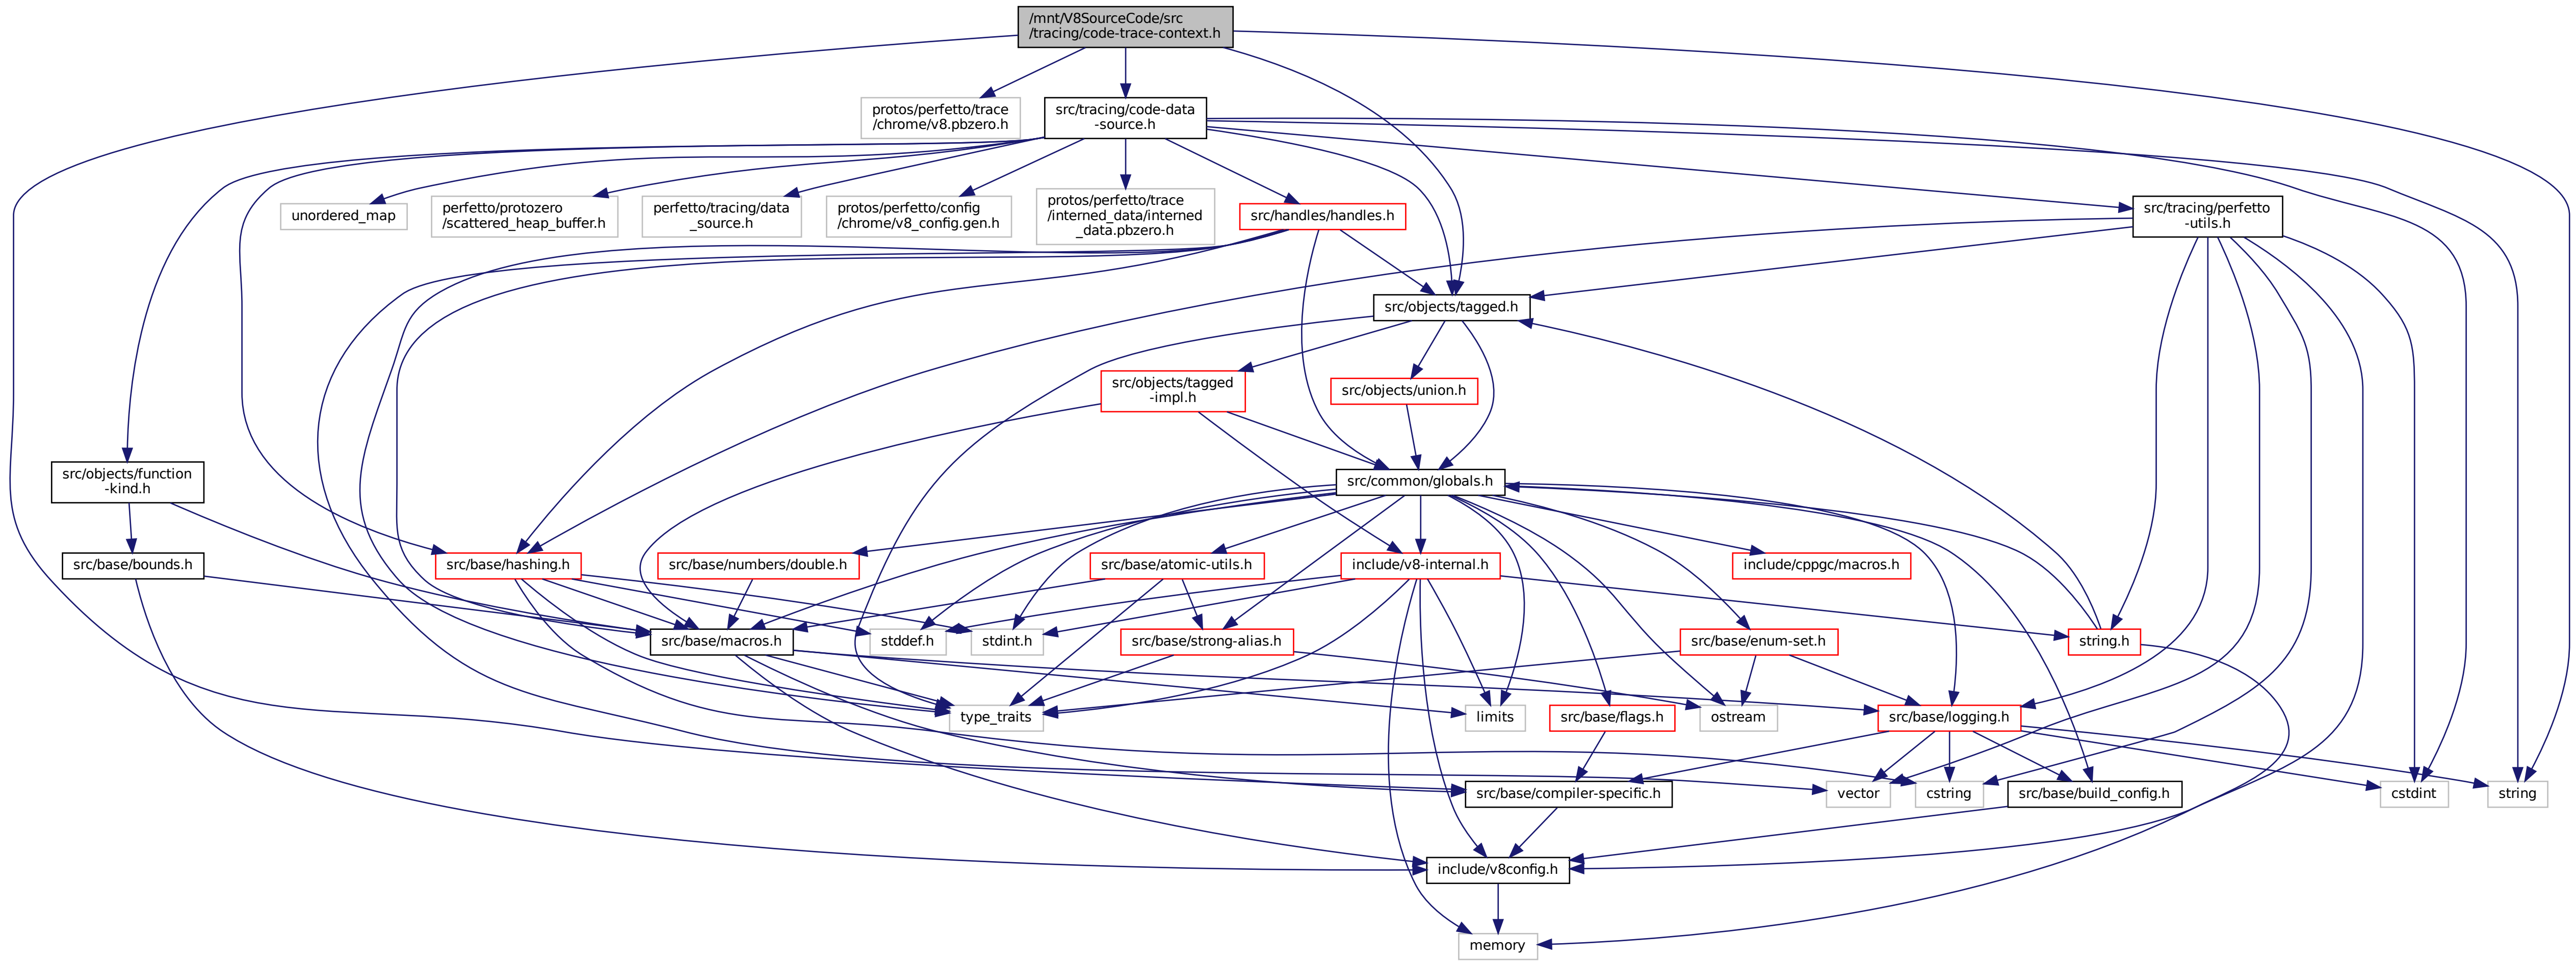 /mnt/V8SourceCode/src
/tracing/code-trace-context.h
protos/perfetto/trace
/chrome/v8.pbzero.h
src/tracing/code-data
-source.h
unordered_map
perfetto/protozero
/scattered_heap_buffer.h
perfetto/tracing/data
_source.h
protos/perfetto/config
/chrome/v8_config.gen.h
protos/perfetto/trace
/interned_data/interned
_data.pbzero.h
src/handles/handles.h
src/tracing/perfetto
-utils.h
src/objects/tagged.h
src/objects/tagged
-impl.h
src/objects/union.h
src/objects/function
-kind.h
src/common/globals.h
src/base/bounds.h
src/base/hashing.h
src/base/numbers/double.h
src/base/atomic-utils.h
include/v8-internal.h
include/cppgc/macros.h
src/base/macros.h
stddef.h
stdint.h
src/base/strong-alias.h
src/base/enum-set.h
string.h
type_traits
limits
src/base/flags.h
ostream
src/base/logging.h
src/base/compiler-specific.h
vector
cstring
src/base/build_config.h
cstdint
string
include/v8config.h
memory